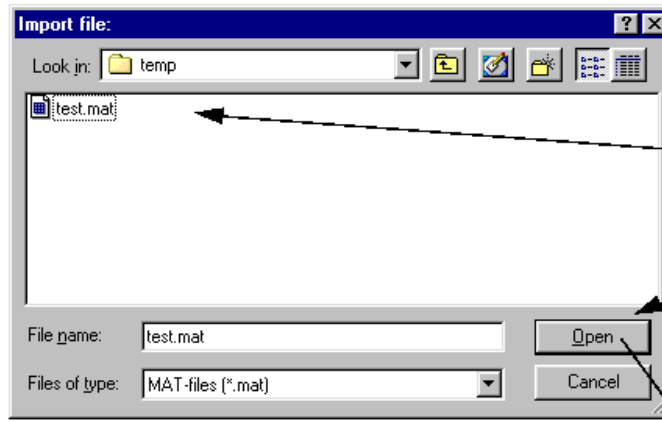 Import file:
Look in: temp
test.mat
File name: test.mat
Open
Files of type: MAT-files (*.mat)
Cancel